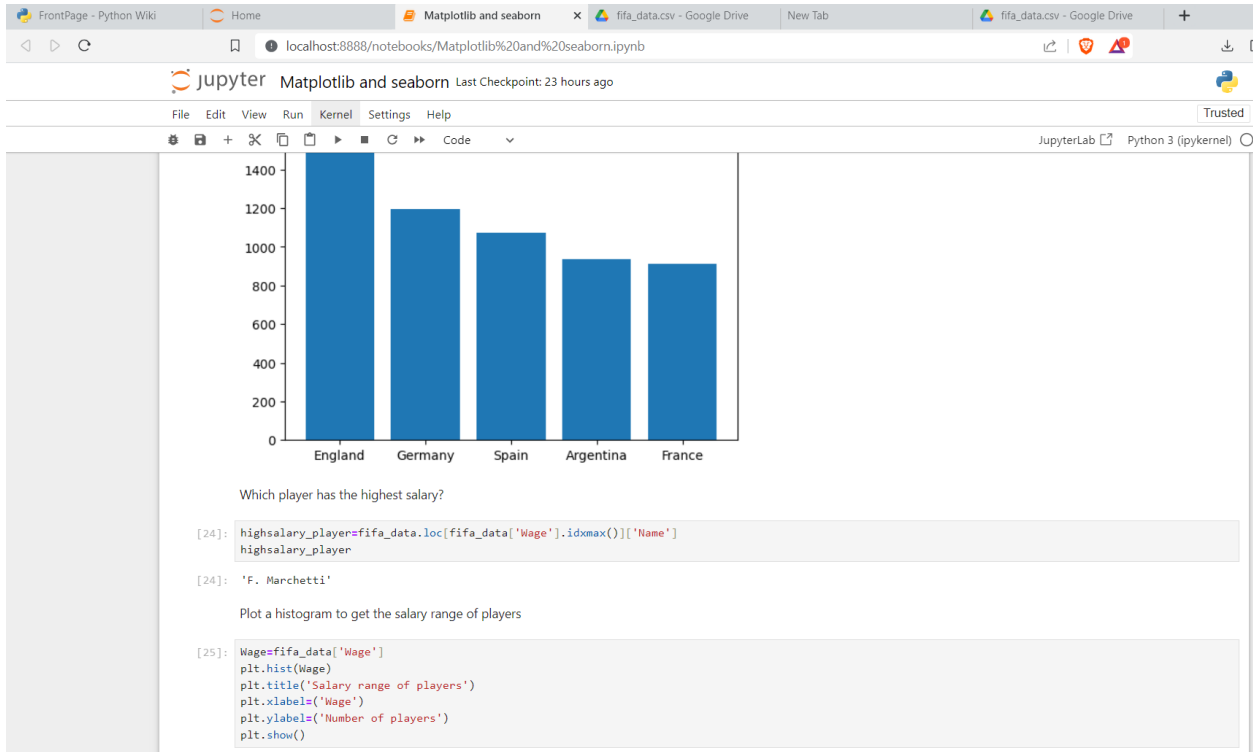 FrontPage - Python Wiki
Home
Matplotlib and seaborn
fifa_data.csv - Google Drive
New Tab
fifa_data.csv - Google Drive
localhost:8888/notebooks/Matplotlib%20and%20seaborn.ipynb
1
jupyter Matplotlib and seaborn Last Checkpoint: 23 hours ago
File Edit View Run Kernel Settings Help
Trusted
Code
JupyterLab Python 3 (ipykernel)
1400
1200
1000
800
600
400
200
0
England Germany Spain Argentina France
Which player has the highest salary?
[24]: highsalary_player=fifa_data.loc[fifa_data['Wage'].idxmax()]['Name']
highsalary_player
[24]: 'F. Marchetti'
Plot a histogram to get the salary range of players
[25]: Wage=fifa_data['Wage']
plt.hist(Wage)
plt.title('Salary range of players')
plt.xlabel=('Wage')
plt.ylabel=('Number of players')
plt.show()